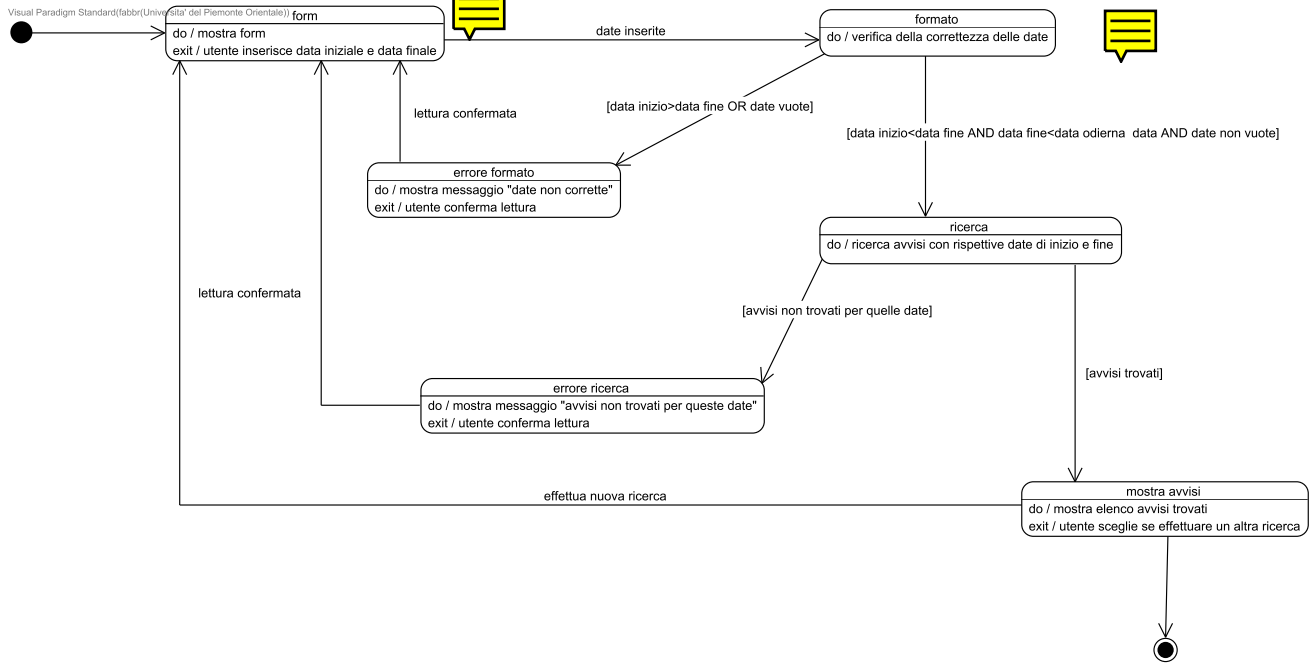 Visual Paradigm Standard(fabbr(Universita' del Piemonte Orientale))
form
do / mostra form
exit / utente inserisce data iniziale e data finale
date inserite
formato
do / verifica della correttezza delle date
[data inizio>data fine OR date vuote]
lettura confermata
[data inizio<data fine AND data fine<data odierna  data AND date non vuote]
errore formato
do / mostra messaggio "date non corrette"
exit / utente conferma lettura
ricerca
do / ricerca avvisi con rispettive date di inizio e fine
lettura confermata
[avvisi non trovati per quelle date]
[avvisi trovati]
errore ricerca
do / mostra messaggio "avvisi non trovati per queste date"
exit / utente conferma lettura
effettua nuova ricerca
mostra avvisi
do / mostra elenco avvisi trovati
exit / utente sceglie se effettuare un altra ricerca